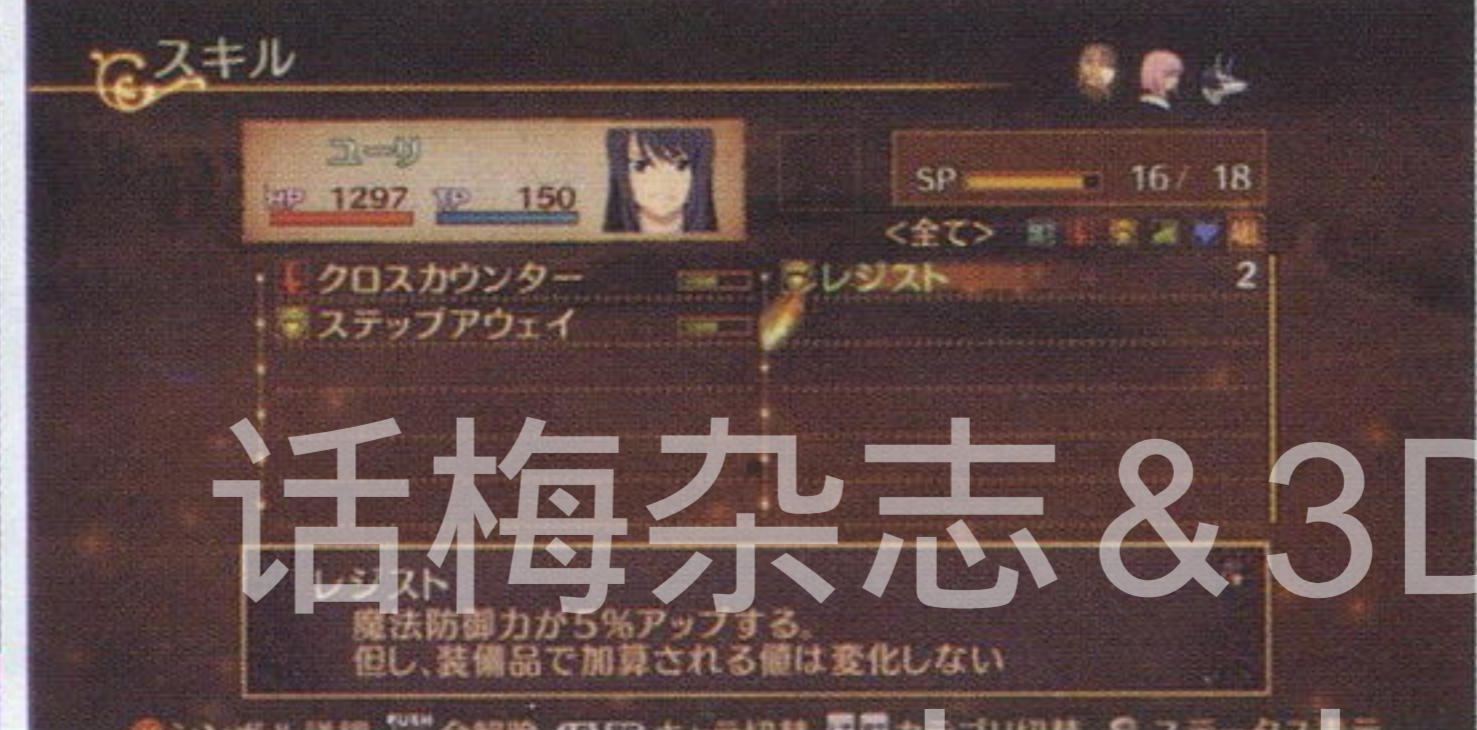 スキル
ユーリ
HP 1297 TP 150
SP 16/ 18
<全て>
クロスカウンター
レジスト 2
ステップアウェイ
话梅杂志&3D
レジスト
魔法防御力が5%アップする。
但し、装備品で加算される値は変化しない
PUSH